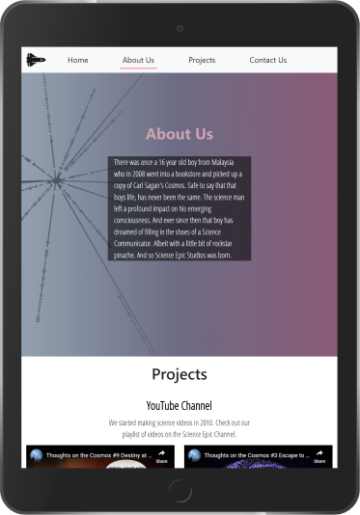 Home About Us Projects Contact Us
About Us
There was once a 16 year old boy from Malaysia
who in 2008 went into a bookstore and picked up a
copy of Carl Sagan's Cosmos. Safe to say that that
boys life, has never been the same. The science man
left a profound impact on his emerging
consciousness. And ever since then that boy has
dreamed of filling in the shoes of a Science
Communicator. Albeit with a little bit of rockstar
pinache. And so Science Epic Studios was born.
Projects
YouTube Channel
We started making science videos in 2010. Check out our
playlist of videos on the Science Epic Channel.
Thoughts on the Cosmos #9 Destiny at ...
Share
Thoughts on the Cosmos #3 Escape to ...
Share